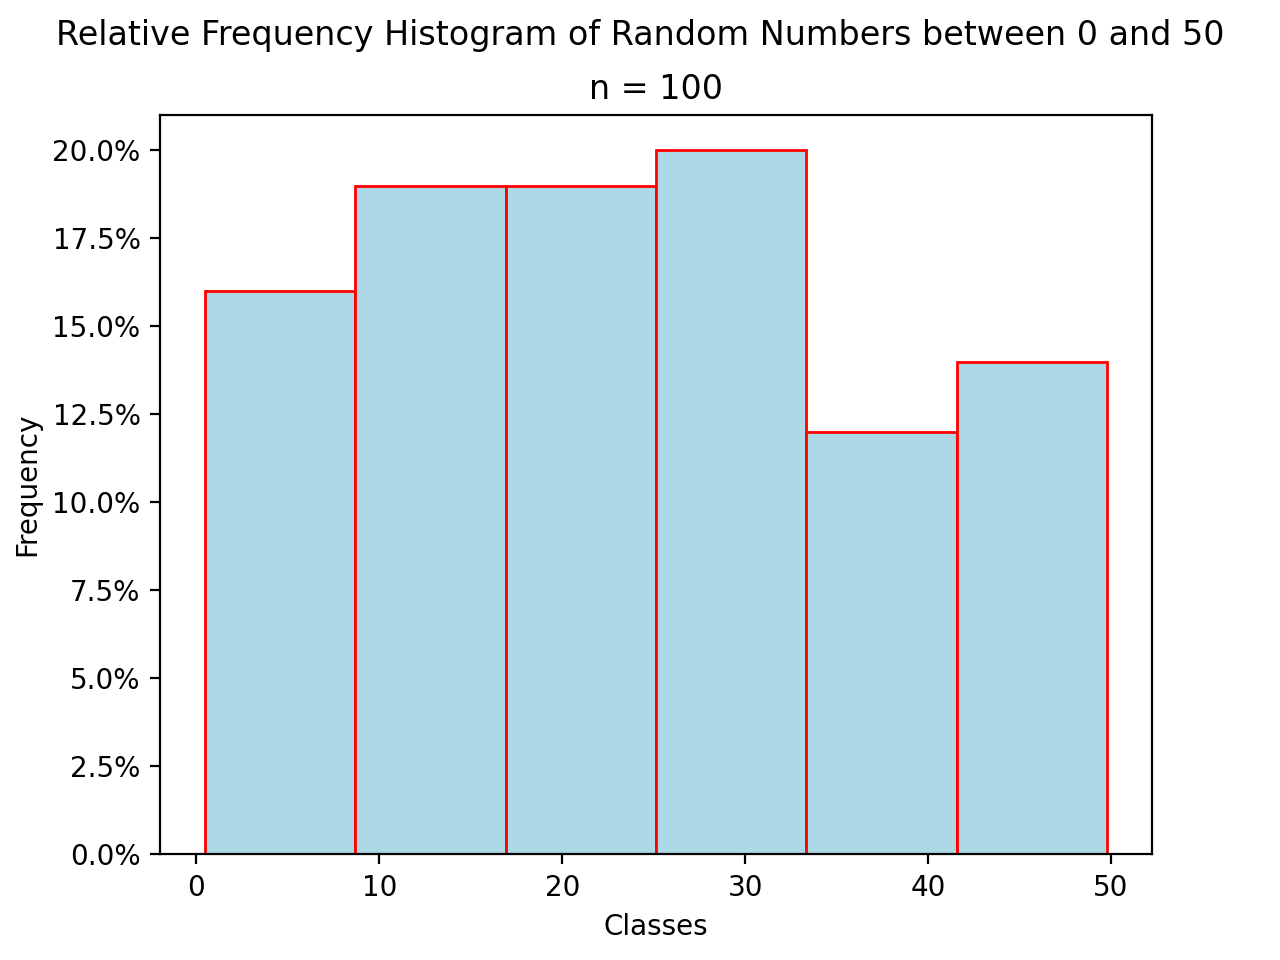 Relative Frequency Histogram of Random Numbers between 0 and 50
n = 100
20.0%
17.5%
15.0%
12.5%
10.0%
7.5%
5.0%
2.5%
0.0%
Frequency
0 10 20 30 40 50
Classes